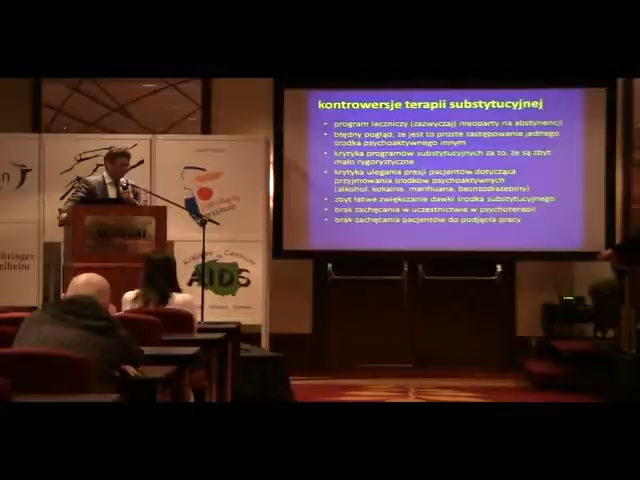 kontrowersje terapii substytucyjnej
• program leczniczy (zazwyczaj) nieoparty na abstynencji
• błędny pogląd, że jest to proste zastępowanie jednego
środka psychoaktywnego innym
• krytyka programów substytucyjnych za to, że są zbyt
mało rygorystyczne
• krytyka ulegania presji pacjentów dotycząca
przyjmowania środków psychoaktywnych
(alkohol, kokaina, marihuana, benzodiazepiny)
• zbyt łatwe zwiększanie dawki środka substytucyjnego
• brak zachęcania w uczestnictwie w psychoterapii
• brak zachęcania pacjentów do podjęcia pracy
Krajowe Centrum
AIDS